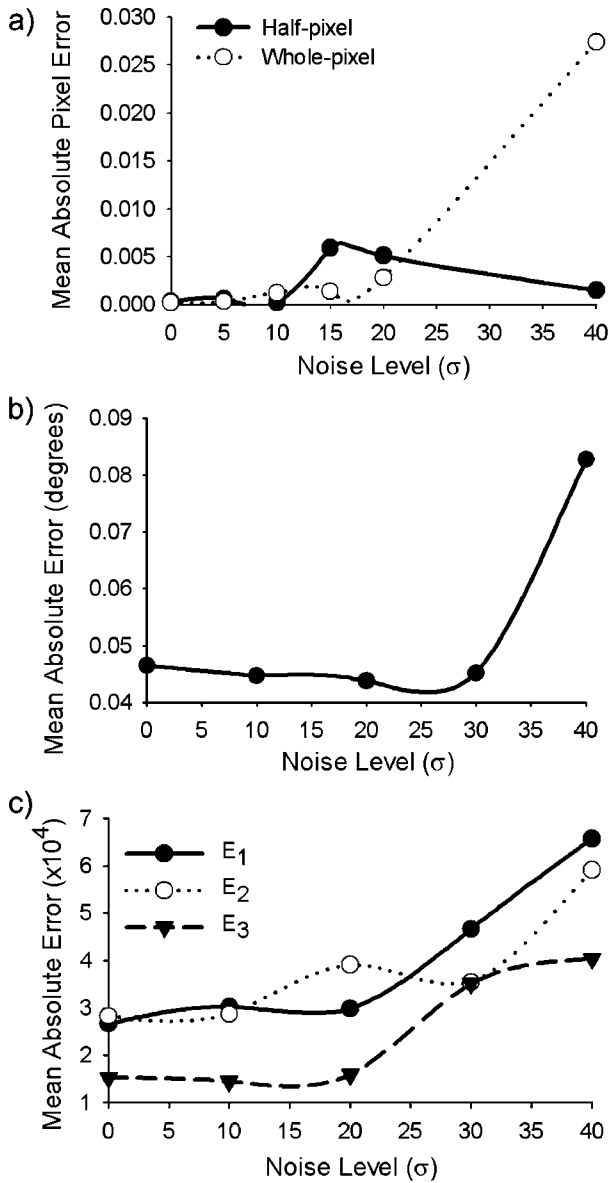 a)
Mean Absolute Pixel Error
0.030
0.025
0.020
0.015
0.010
0.005
0.000
Half-pixel
Whole-pixel
0 5 10 15 20 25 30 35 40
Noise Level (σ)
b)
Mean Absolute Error (degrees)
0.09
0.08
0.07
0.06
0.05
0.04
0 5 10 15 20 25 30 35 40
Noise Level (σ)
c)
Mean Absolute Error (x10⁴)
7
6
5
4
3
2
1
E₁
E₂
E₃
0 5 10 15 20 25 30 35 40
Noise Level (σ)